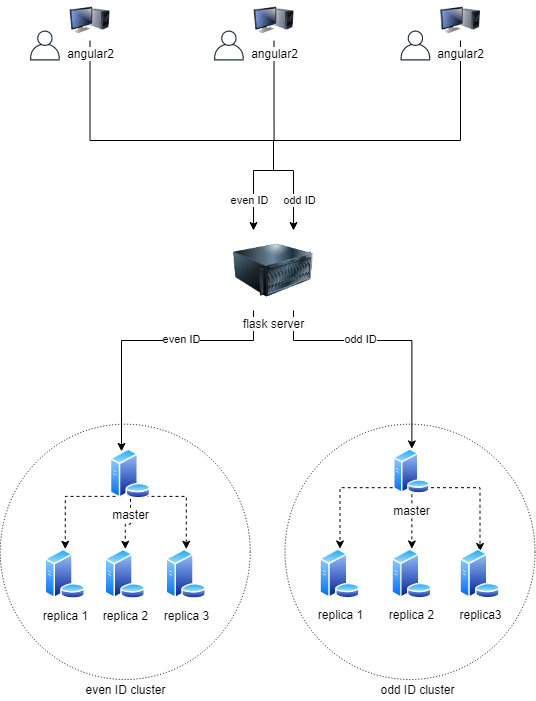 angular2
angular2
angular2
even ID
odd ID
flask server
even ID
odd ID
master
master
replica 1
replica 2
replica 3
replica 1
replica 2
replica3
even ID cluster
odd ID cluster